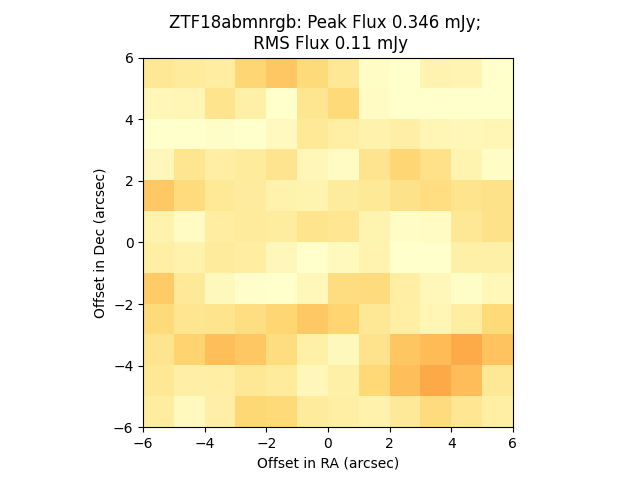 ZTF18abmnrgb: Peak Flux 0.346 mJy;
RMS Flux 0.11 mJy
6
4
2
0
−2
−4
−6
Offset in Dec (arcsec)
−6 −4 −2 0 2 4 6
Offset in RA (arcsec)